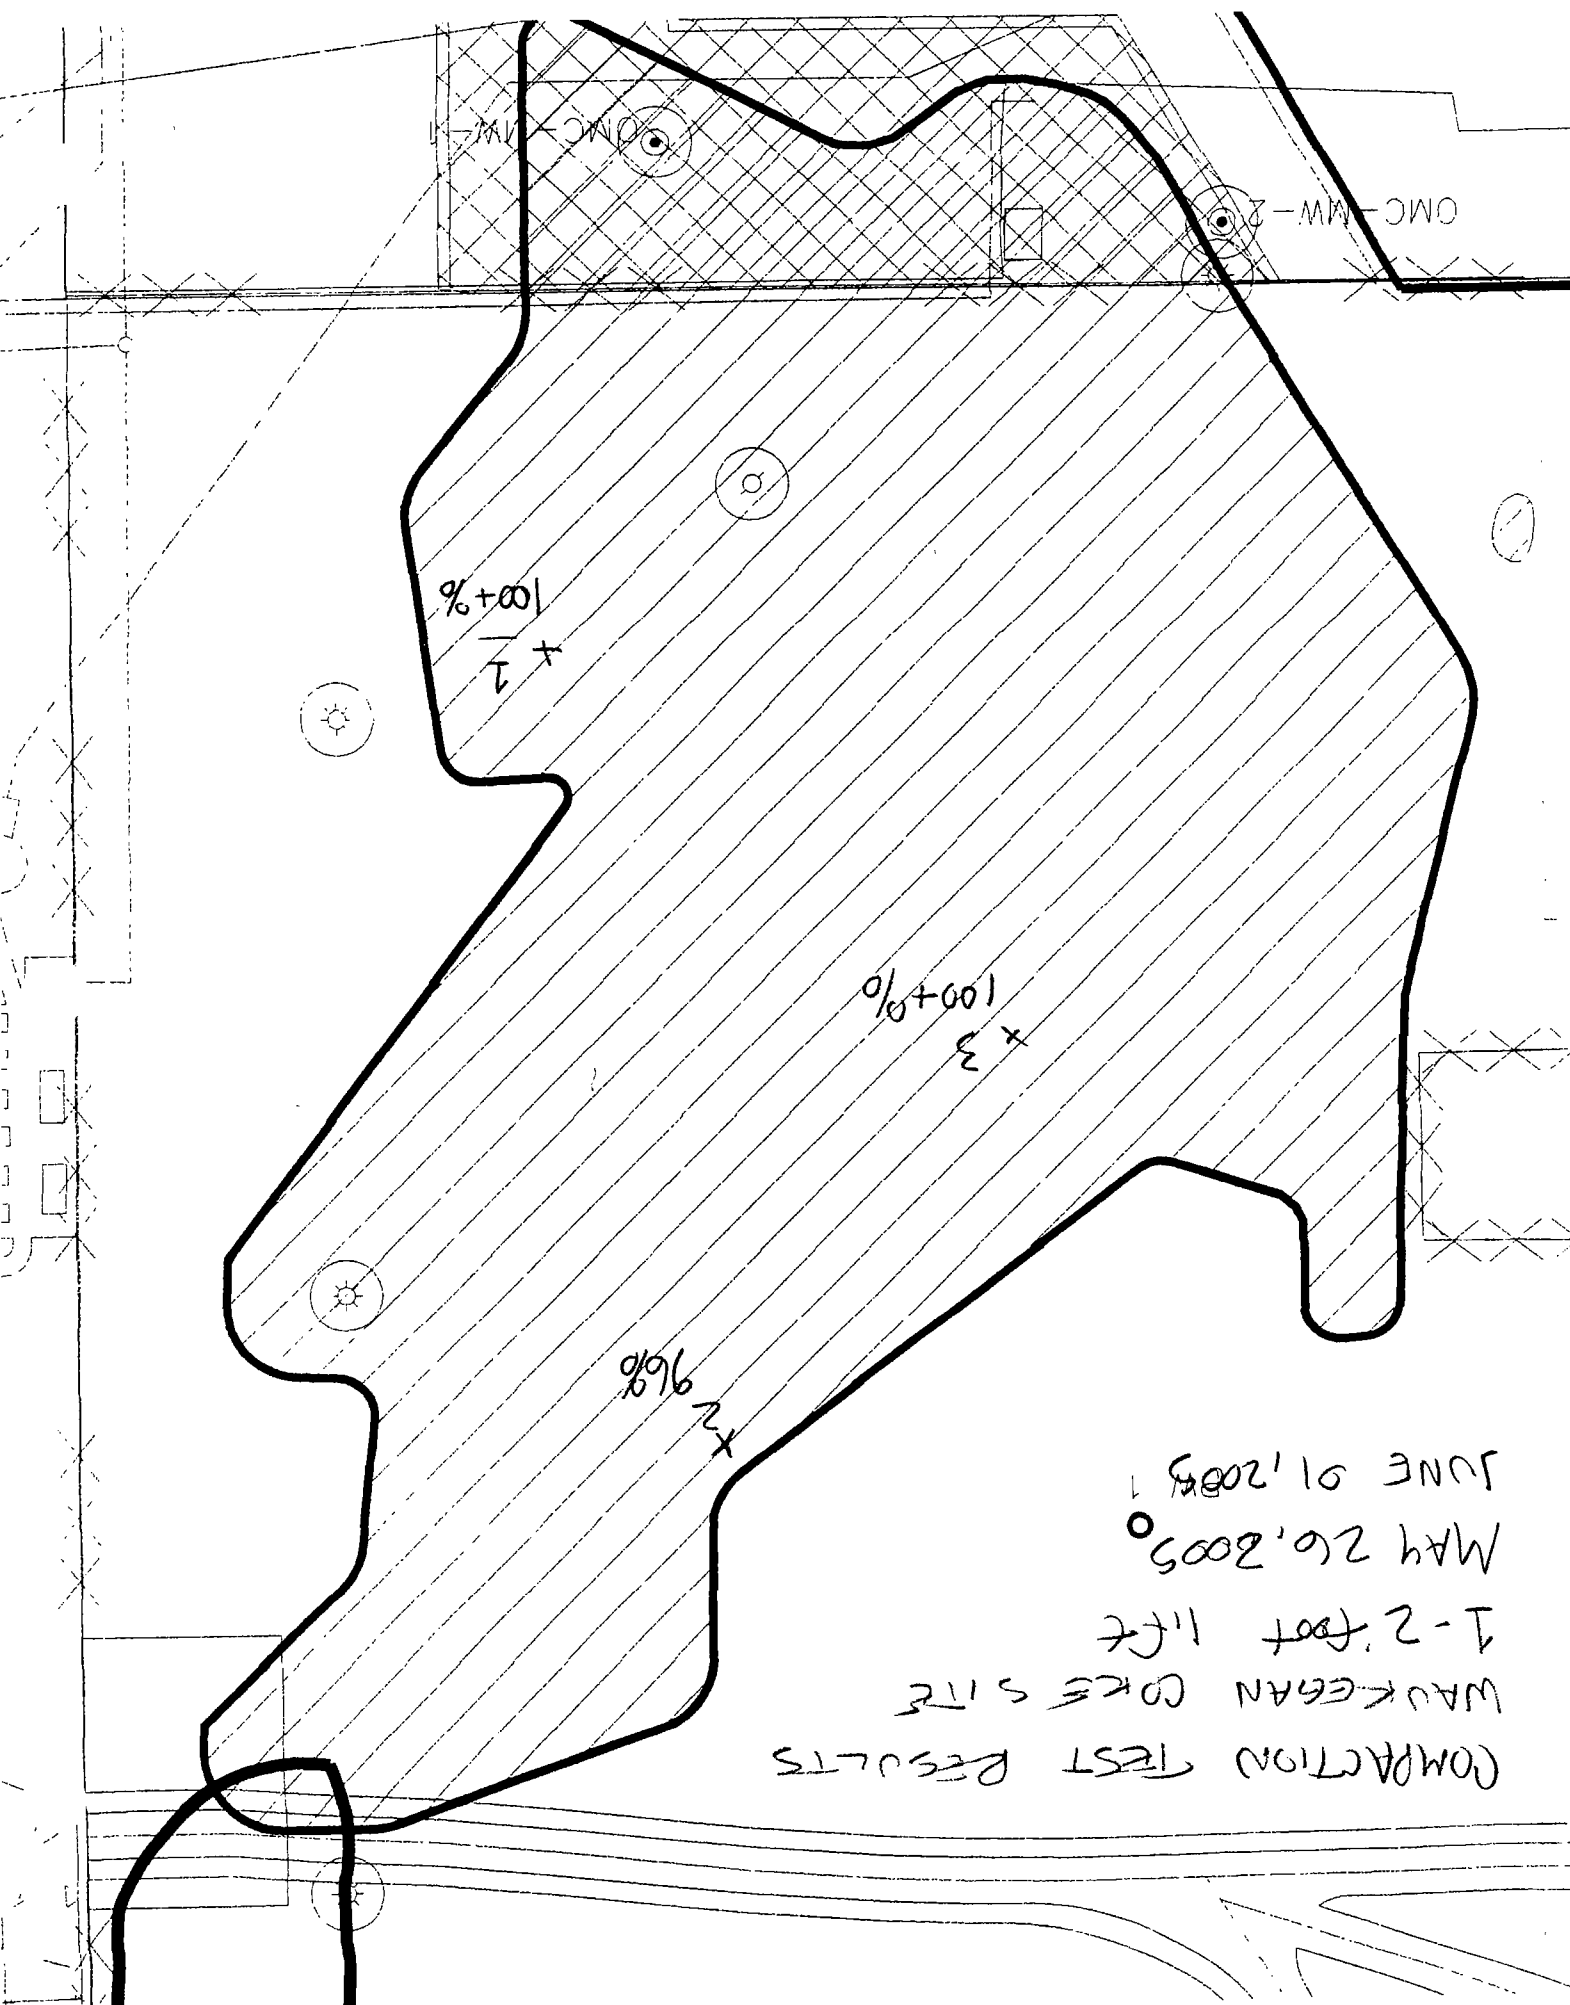 COMPACTION TEST RESULTS
WAUKEGAN COKE SITE
1-2 foot lift
MAY 26, 2005
JUNE 01, 2005
x 2
96%
x 3
100+%
x 1
100+%
OMC-MW-2
OMC-MW-1